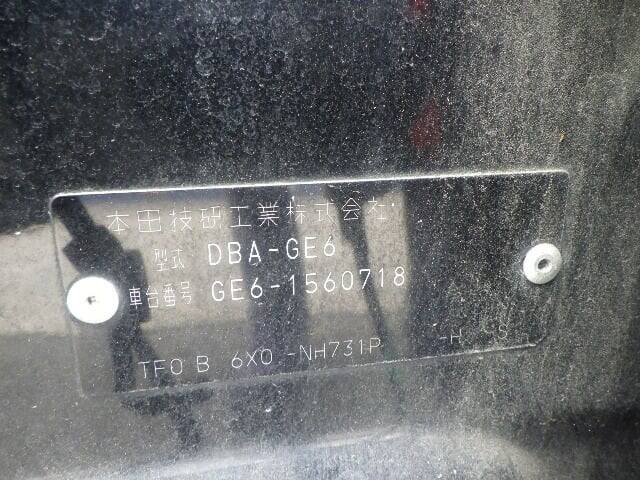 本田技研工業株式会社
型式 DBA-GE6
車台番号 GE6-1560718
TF0 B 6X0 -NH731P -H S